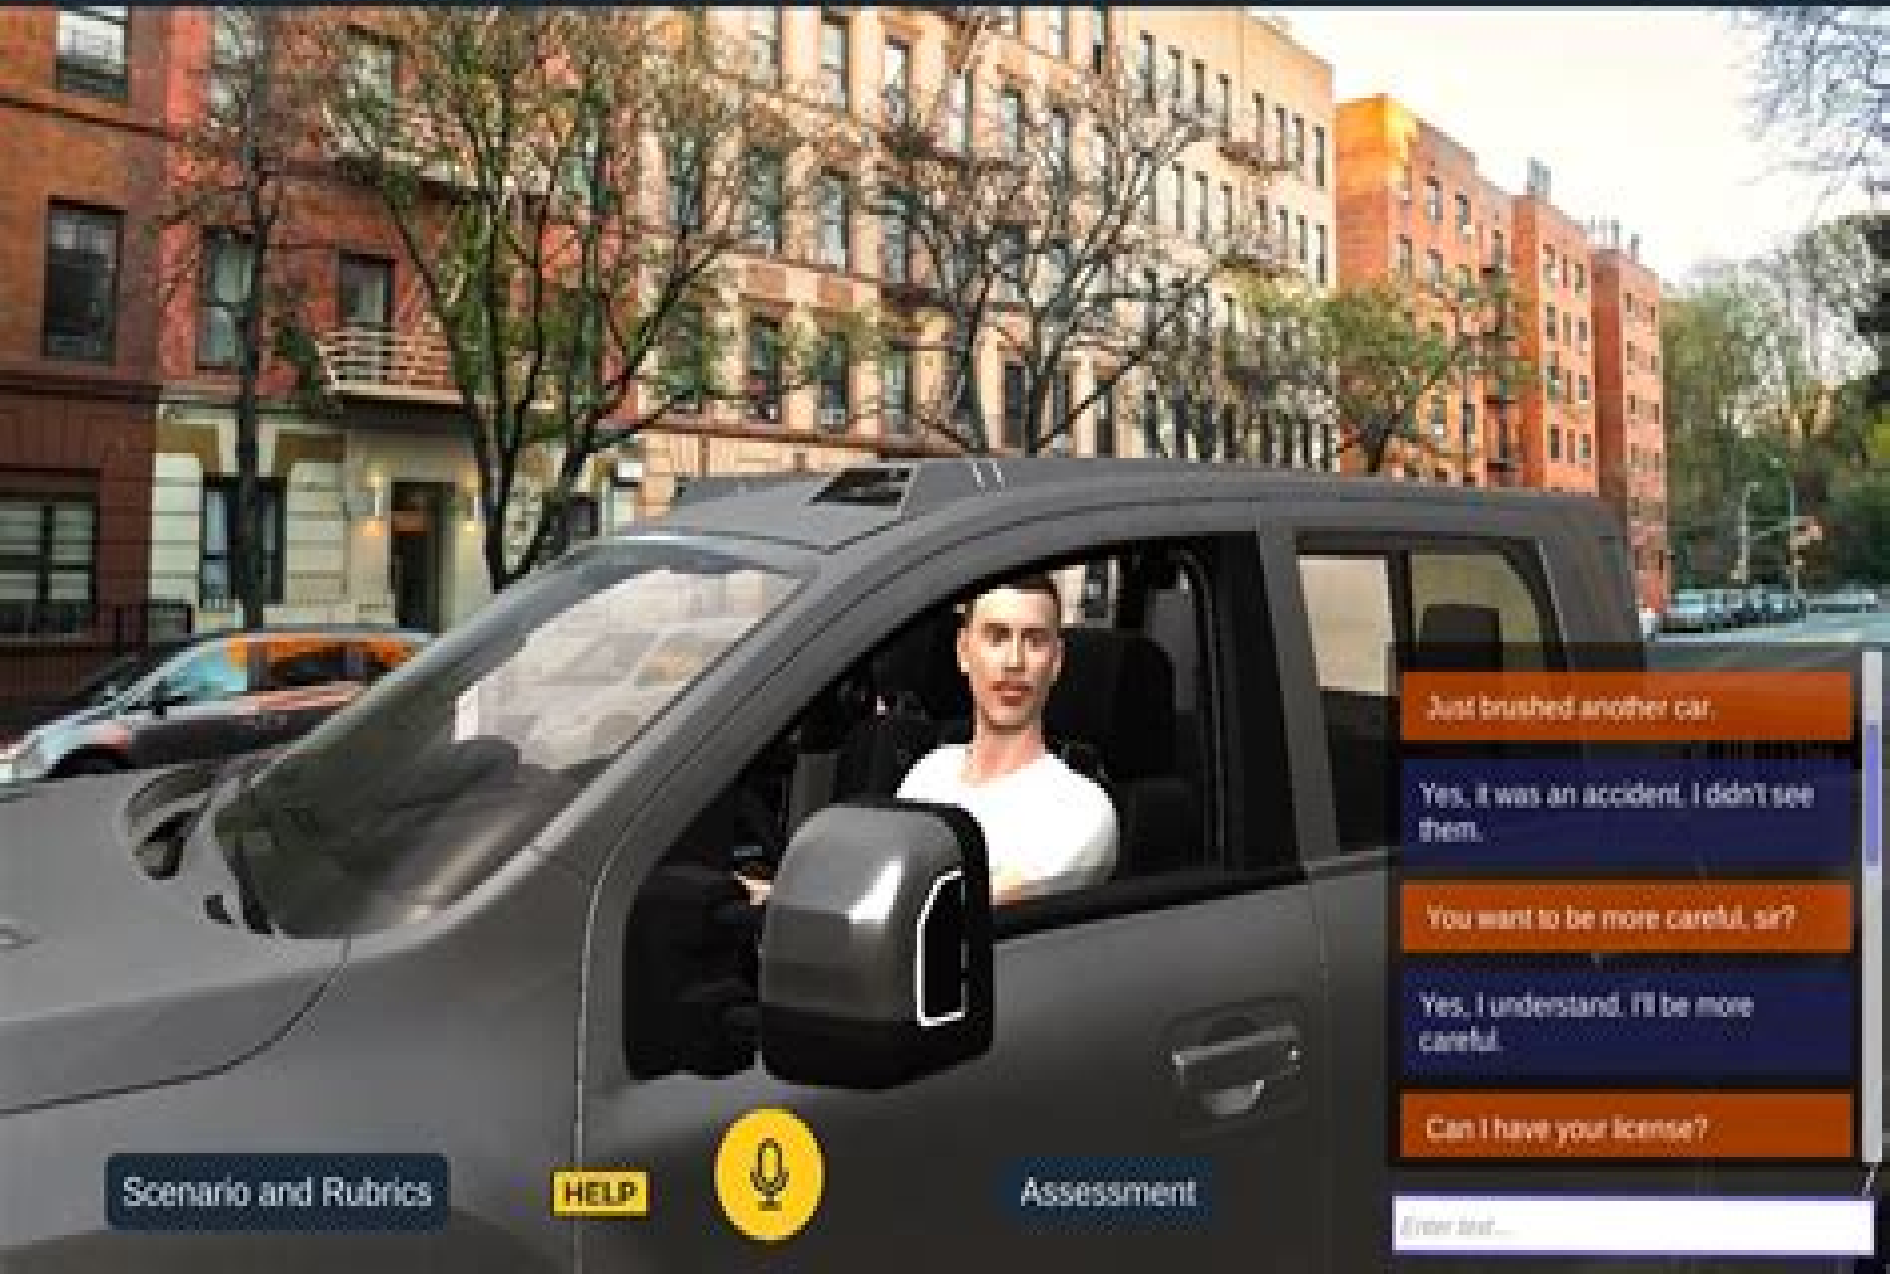 Just brushed another car.
Yes, it was an accident. I didn't see
them.
You want to be more careful, sir?
Yes, I understand. I'll be more
careful.
Can I have your license?
Scenario and Rubrics
HELP
Assessment
Enter text...